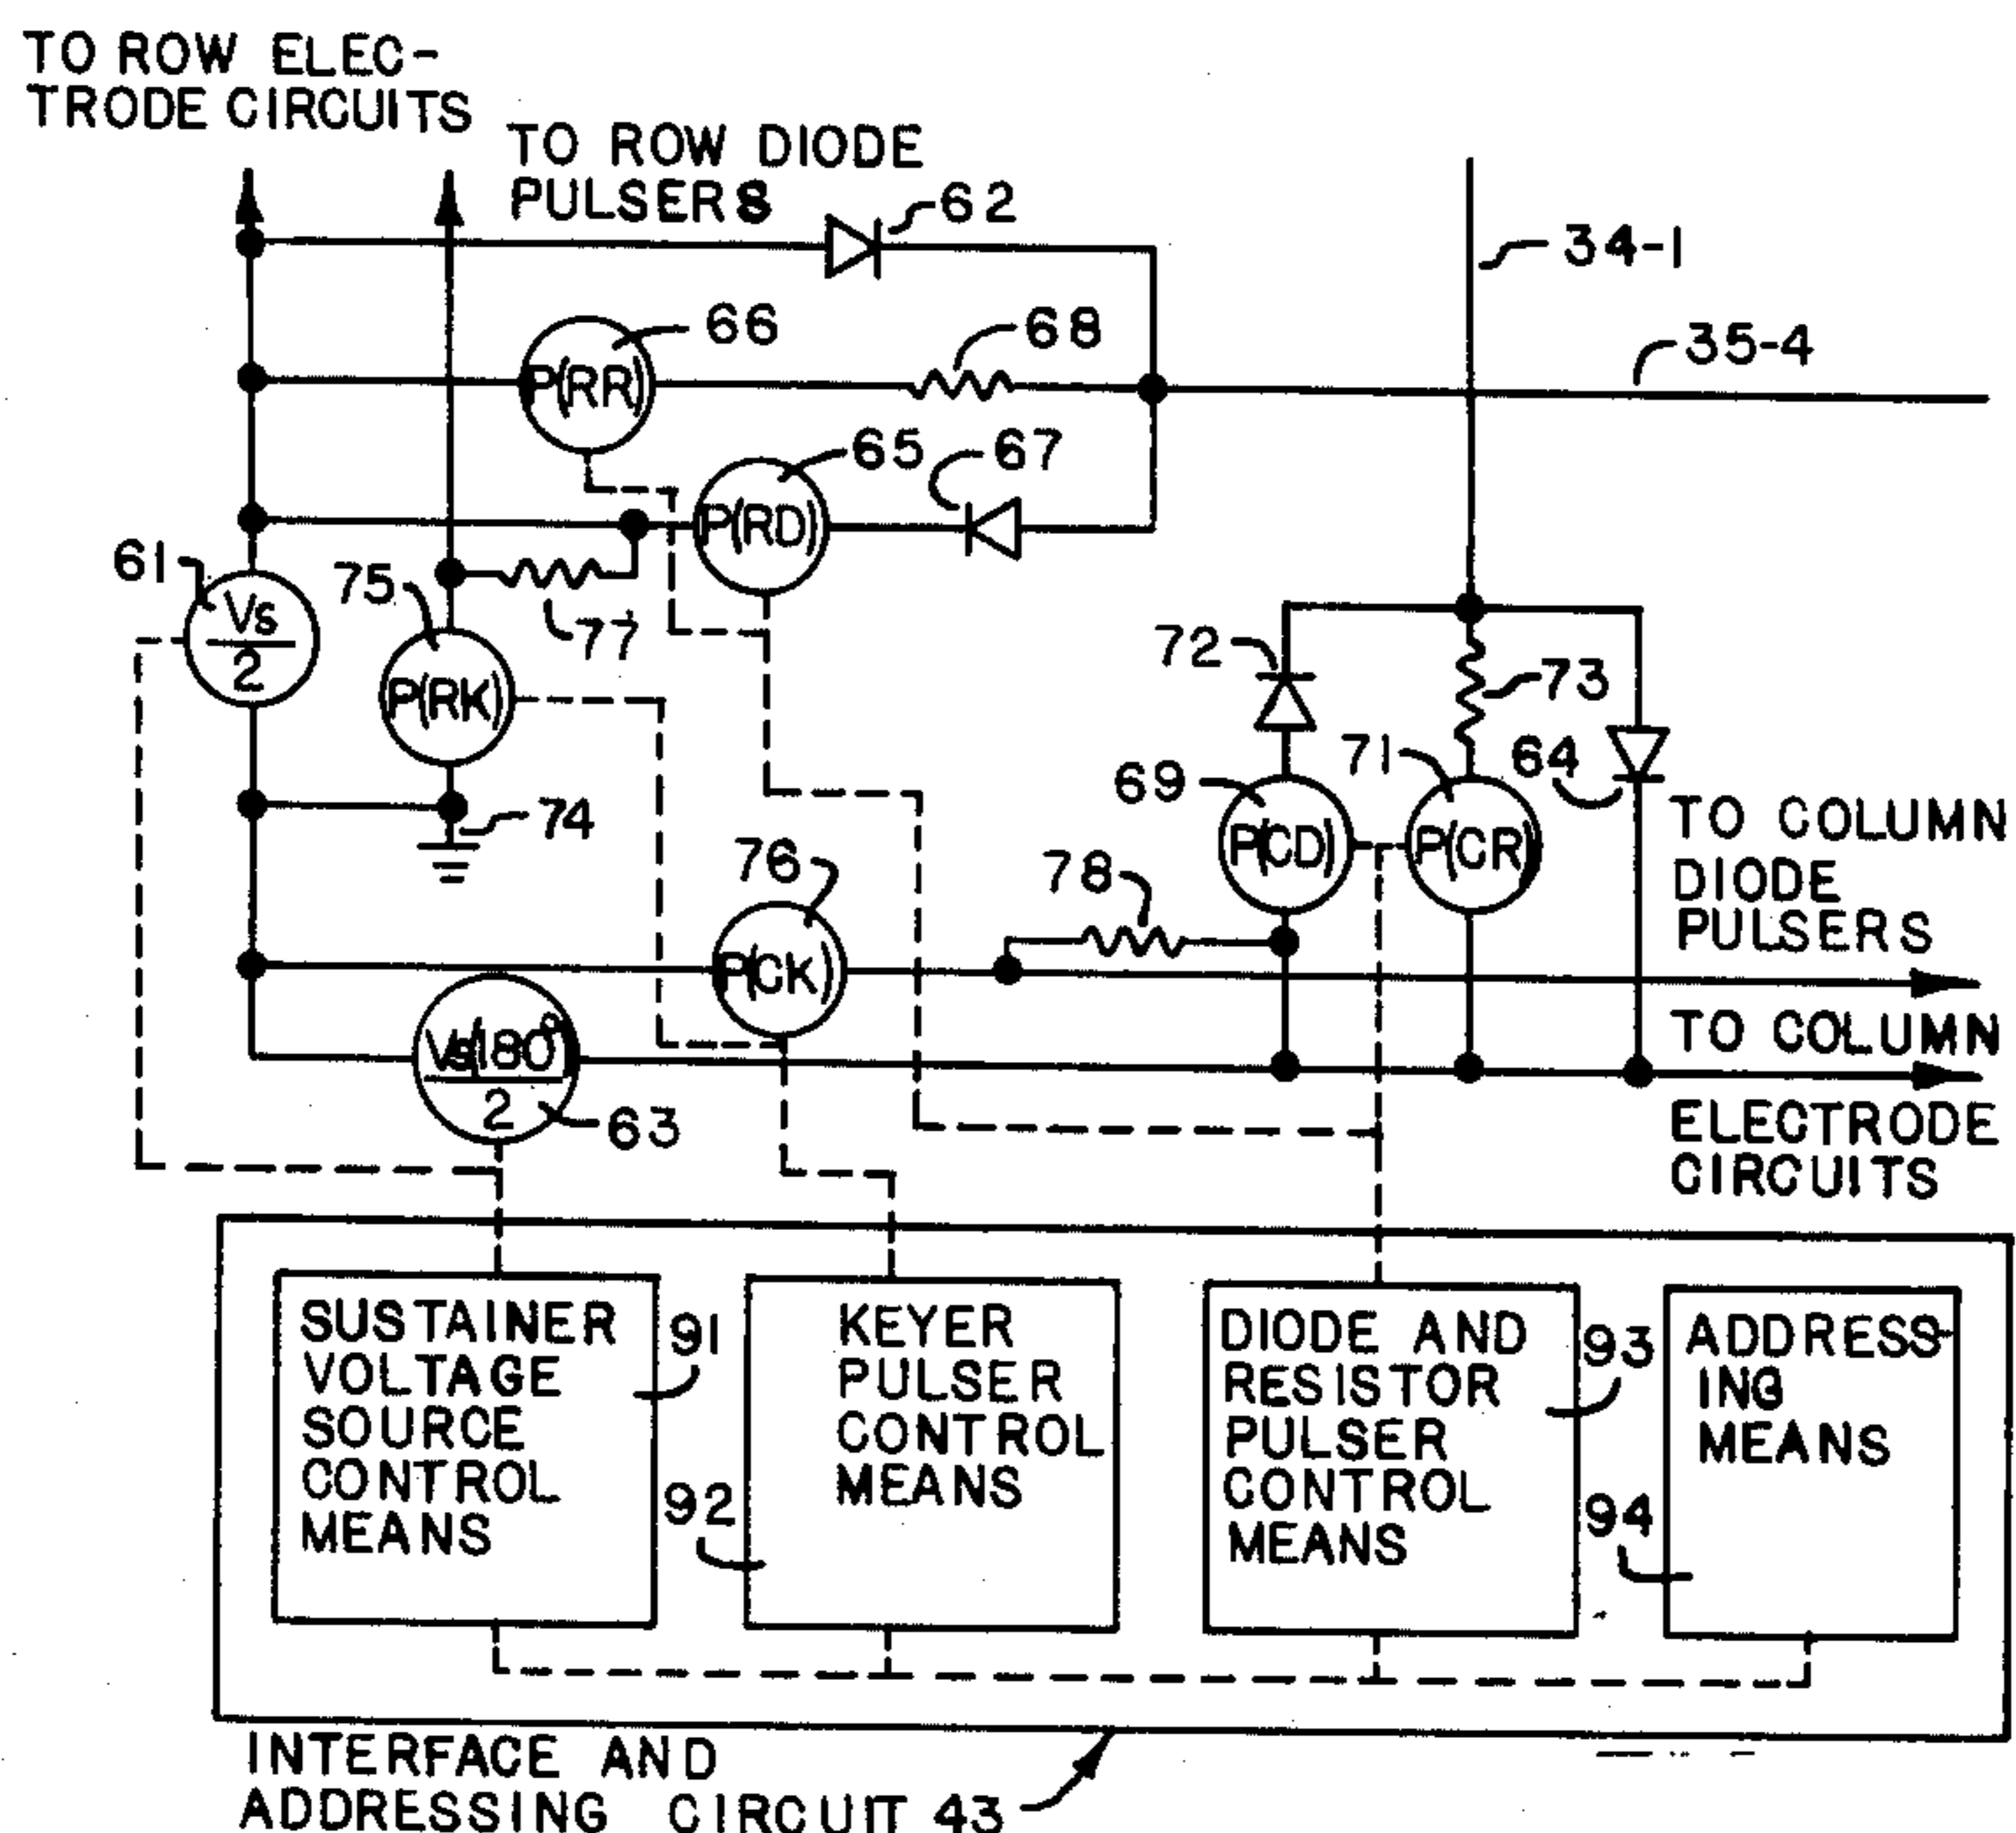 TO ROW ELEC-
TRODE CIRCUITS
TO ROW DIODE
PULSERS
62
34-1
66
68
35-4
65
67
P(RR)
P(RD)
61
75
77
Vs
2
P(RK)
72
73
71
64
69
74
76
78
P(CD)
P(CR)
TO COLUMN
DIODE
PULSERS
P(CK)
TO COLUMN
Vs(180°)
2
63
ELECTRODE
CIRCUITS
SUSTAINER
VOLTAGE
SOURCE
CONTROL
MEANS
91
KEYER
PULSER
CONTROL
MEANS
92
DIODE AND
RESISTOR
PULSER
CONTROL
MEANS
93
ADDRESS-
ING
MEANS
94
INTERFACE AND
ADDRESSING CIRCUIT 43